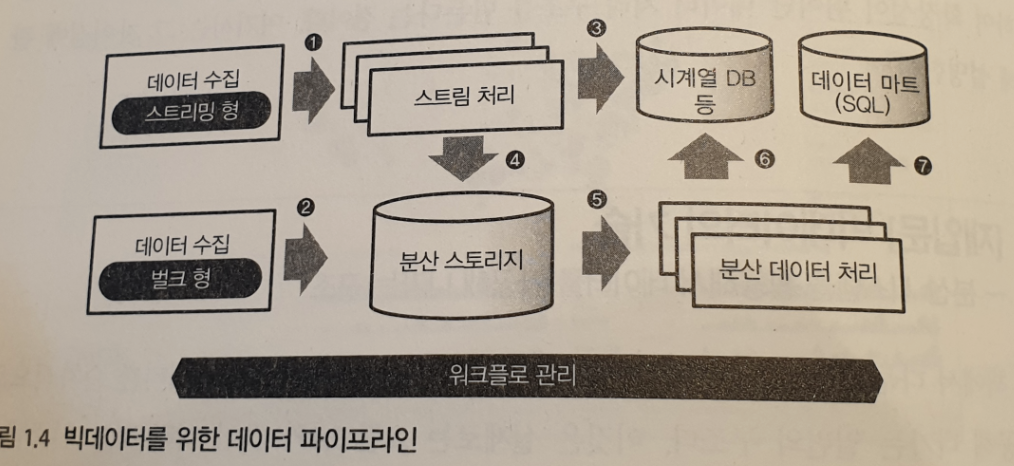 데이터 수집
스트리밍 형
❶
스트림 처리
❸
시계열 DB
등
데이터 마트
(SQL)
❹
❻
❼
데이터 수집
벌크 형
❷
분산 스토리지
❺
분산 데이터 처리
워크플로 관리
림 1.4 빅데이터를 위한 데이터 파이프라인